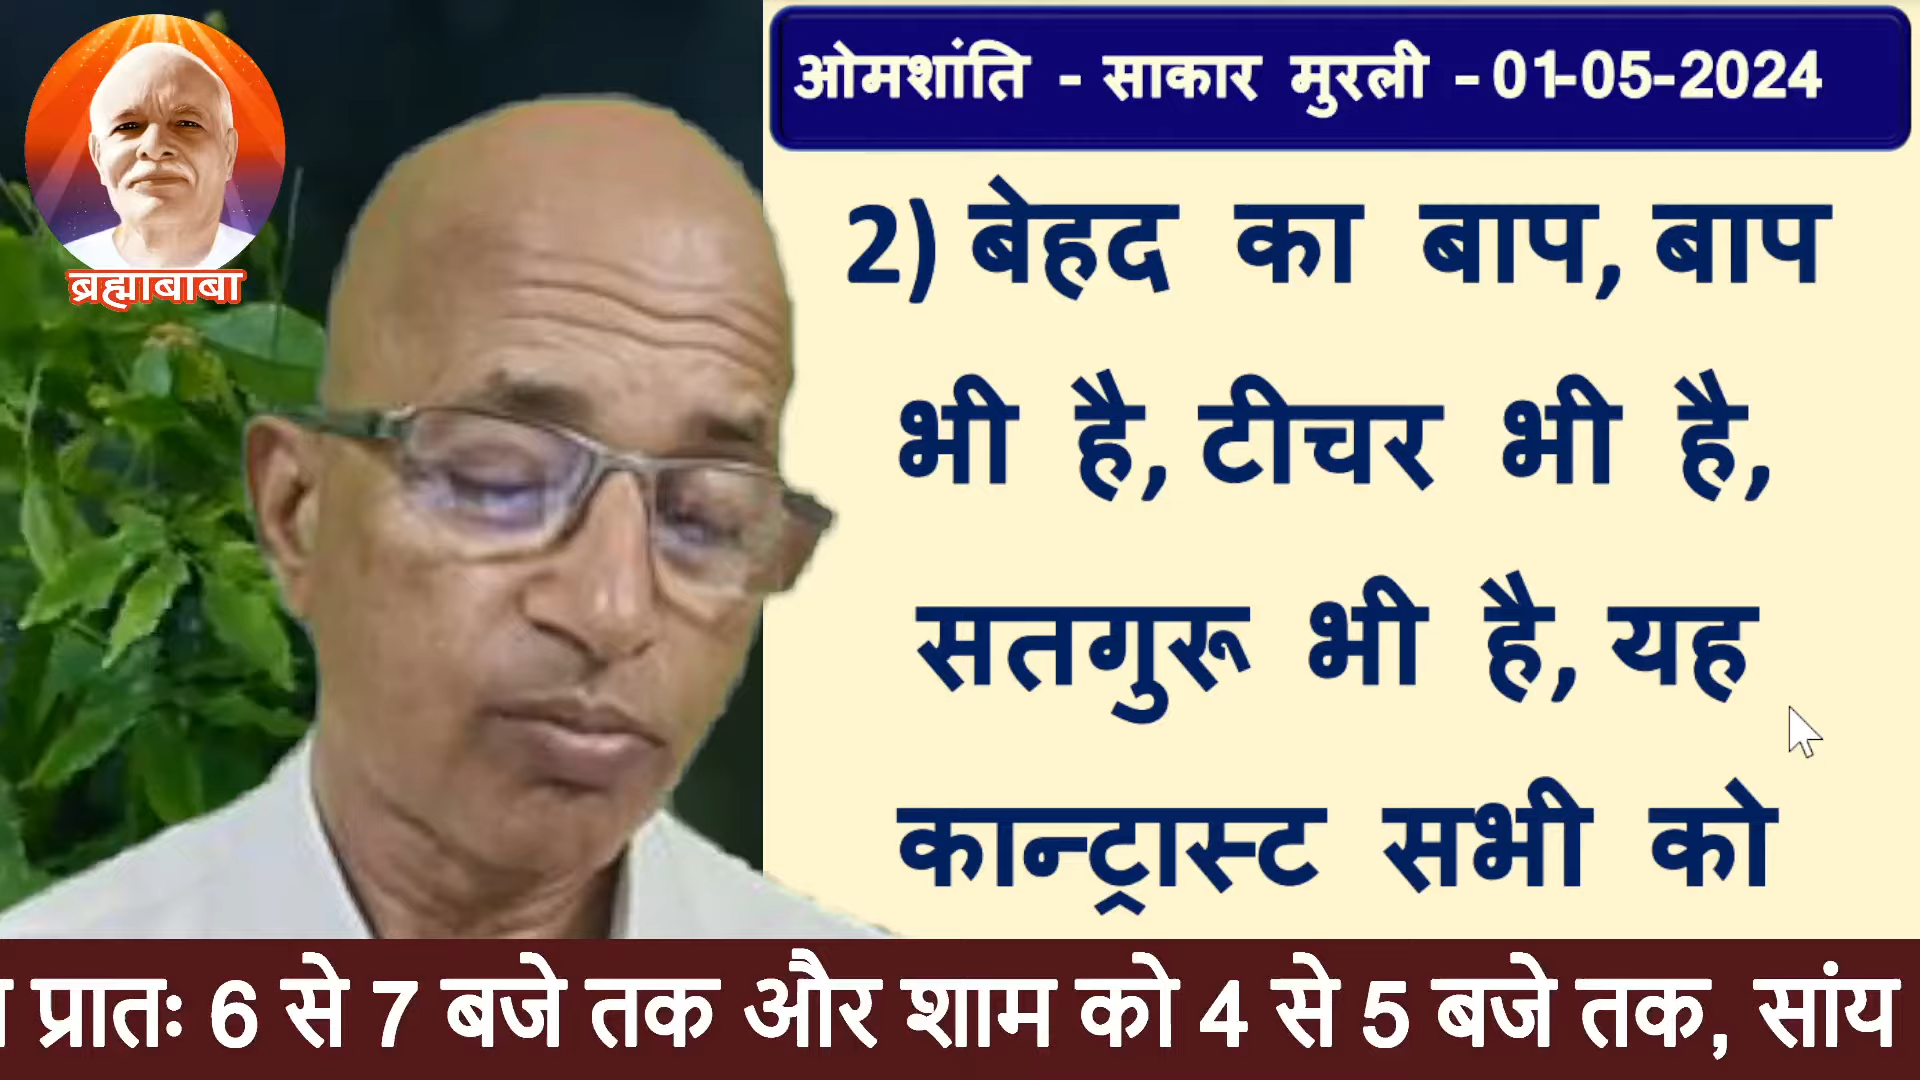 ब्रह्माबाबा
ओमशांति - साकार मुरली - 01-05-2024
2) बेहद का बाप, बाप
भी है, टीचर भी है,
सतगुरू भी है, यह
कान्ट्रास्ट सभी को
प्रातः 6 से 7 बजे तक और शाम को 4 से 5 बजे तक, सांय